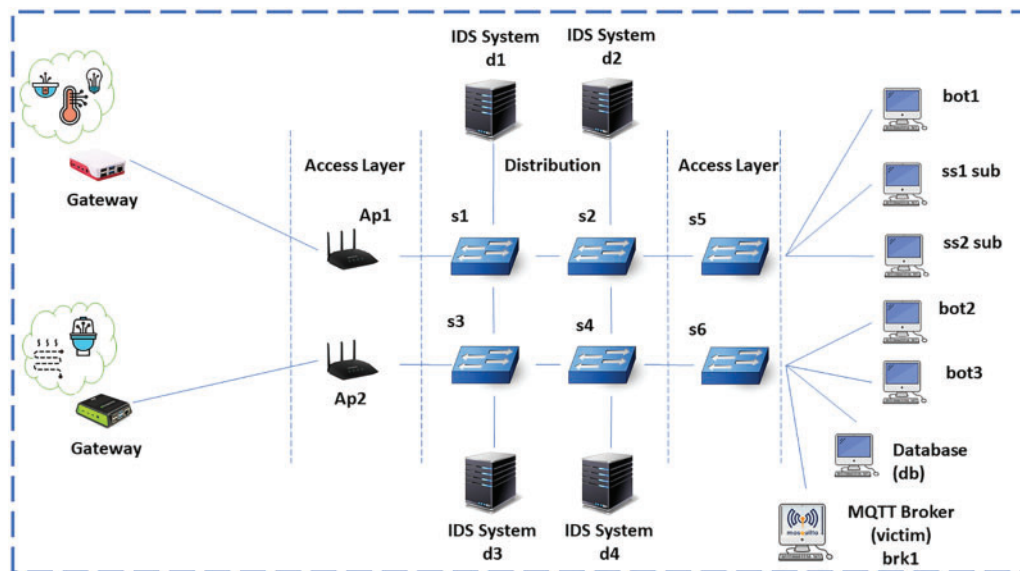 IDS System
d1
IDS System
d2
bot1
Access Layer
Distribution
Access Layer
ss1 sub
Gateway
Ap1
s1
s2
s5
ss2 sub
s3
s4
s6
bot2
bot3
Ap2
Gateway
Database
(db)
IDS System
d3
IDS System
d4
MQTT Broker
(victim)
brk1